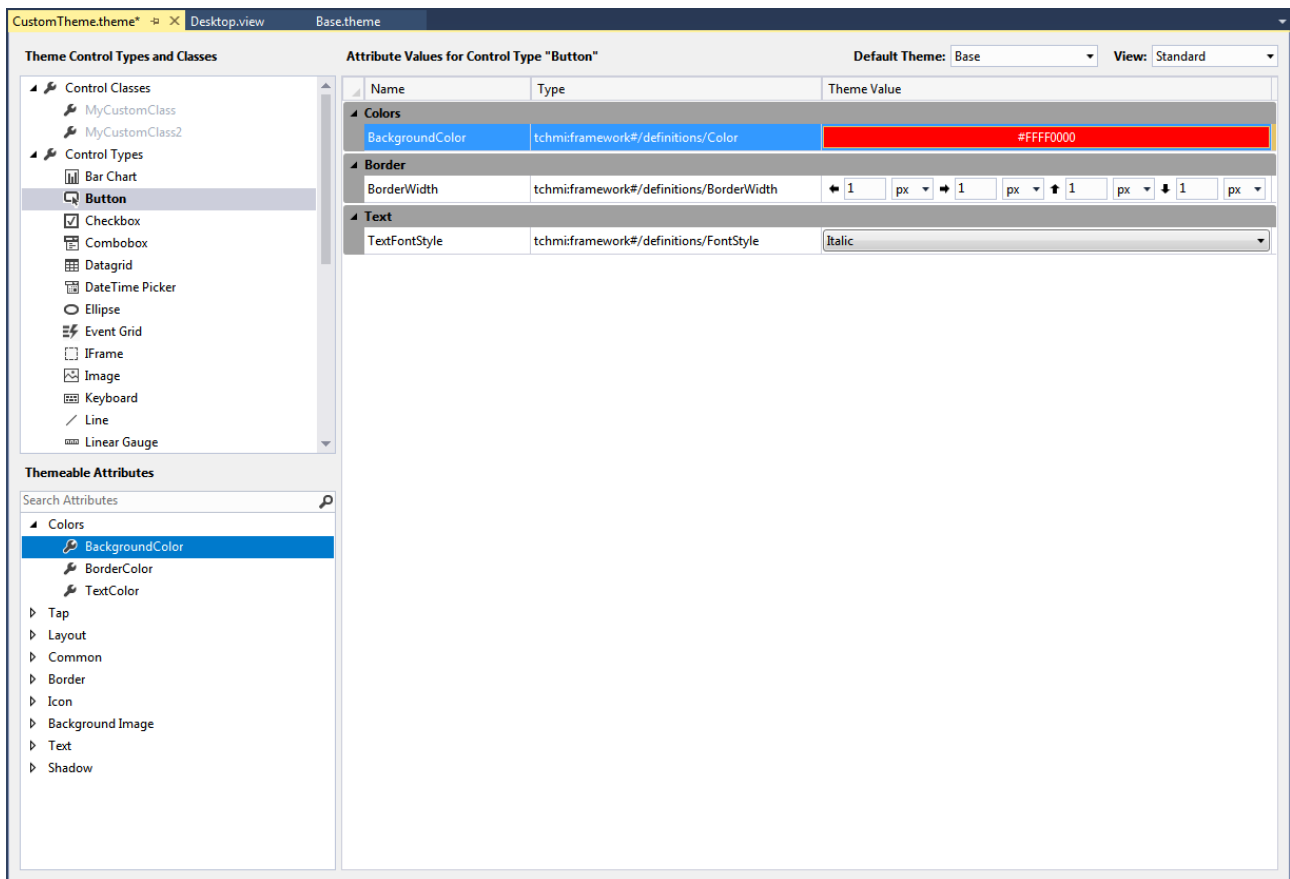 CustomTheme.theme* Desktop.view Base.theme
Theme Control Types and Classes
Control Classes
MyCustomClass
MyCustomClass2
Control Types
Bar Chart
Button
Checkbox
Combobox
Datagrid
DateTime Picker
Ellipse
Event Grid
IFrame
Image
Keyboard
Line
Linear Gauge
Themeable Attributes
Search Attributes
Colors
BackgroundColor
BorderColor
TextColor
Tap
Layout
Common
Border
Icon
Background Image
Text
Shadow
Attribute Values for Control Type "Button" Default Theme: Base View: Standard
Name Type Theme Value
Colors
BackgroundColor tchmi:framework#/definitions/Color #FFFF0000
Border
BorderWidth tchmi:framework#/definitions/BorderWidth 1 px 1 px 1 px 1 px
Text
TextFontStyle tchmi:framework#/definitions/FontStyle Italic